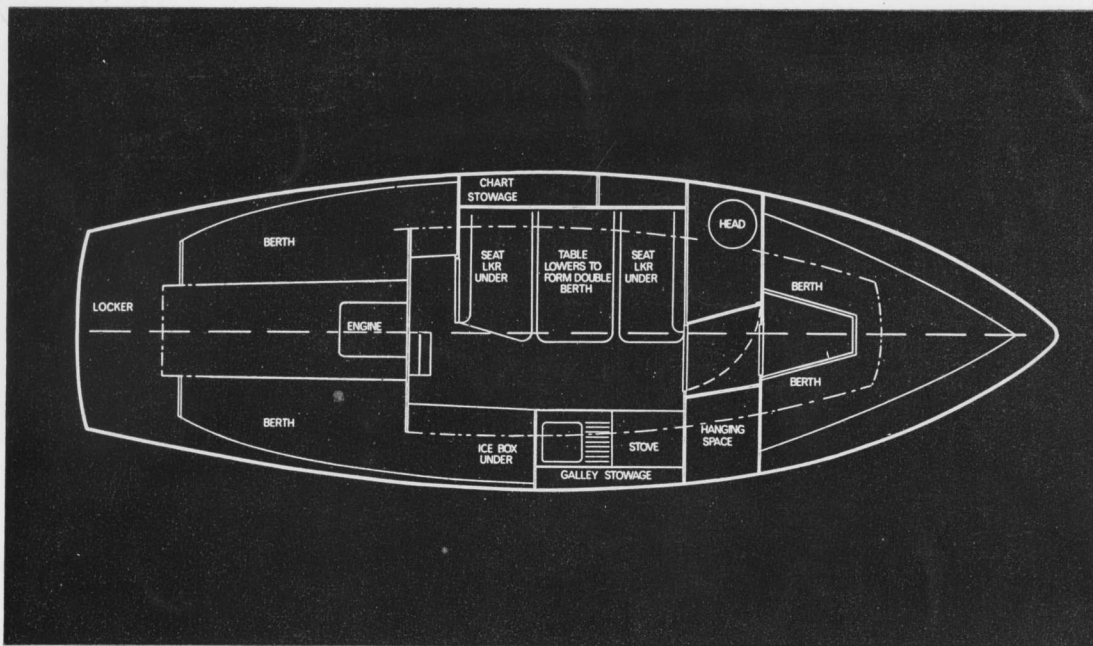 CHART
STOWAGE
HEAD
BERTH
SEAT
LKR
UNDER
TABLE
LOWERS TO
FORM DOUBLE
BERTH
SEAT
LKR
UNDER
BERTH
LOCKER
ENGINE
BERTH
BERTH
HANGING
SPACE
ICE BOX
UNDER
STOVE
GALLEY STOWAGE